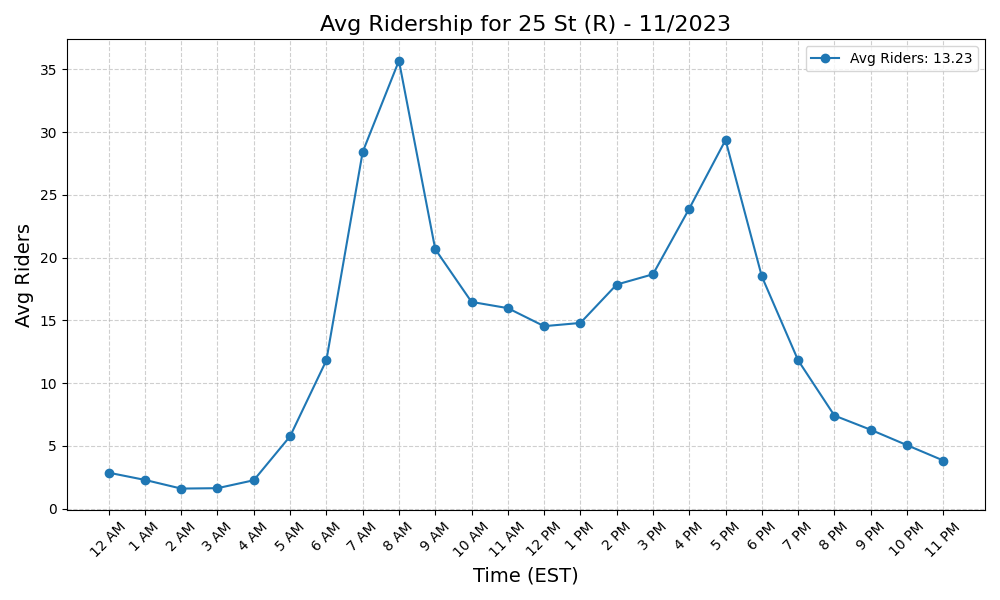 Avg Ridership for 25 St (R) - 11/2023
Avg Riders: 13.23
Avg Riders
35
30
25
20
15
10
5
0
12 AM
1 AM
2 AM
3 AM
4 AM
5 AM
6 AM
7 AM
8 AM
9 AM
10 AM
11 AM
12 PM
1 PM
2 PM
3 PM
4 PM
5 PM
6 PM
7 PM
8 PM
9 PM
10 PM
11 PM
Time (EST)